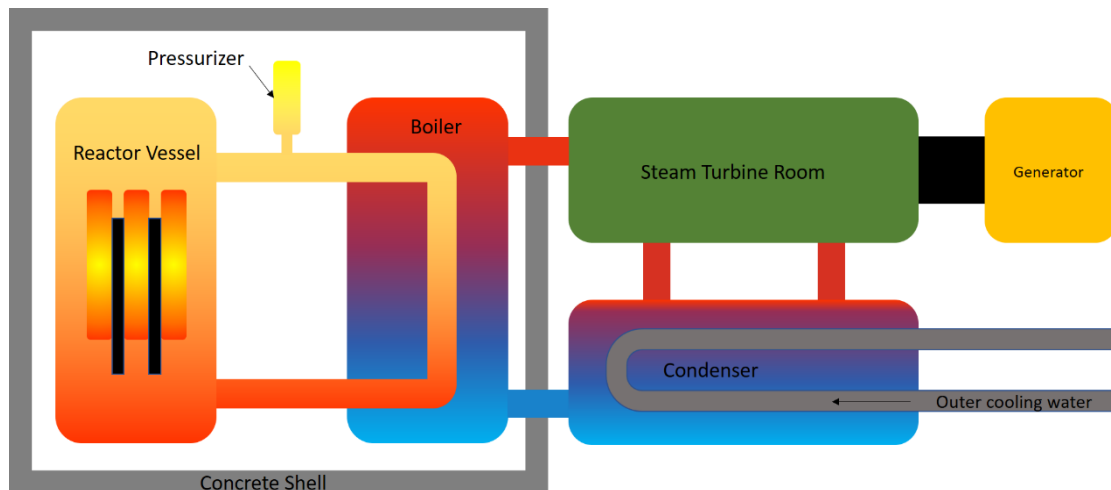 Pressurizer
Boiler
Reactor Vessel
Steam Turbine Room
Generator
Condenser
Outer cooling water
Concrete Shell